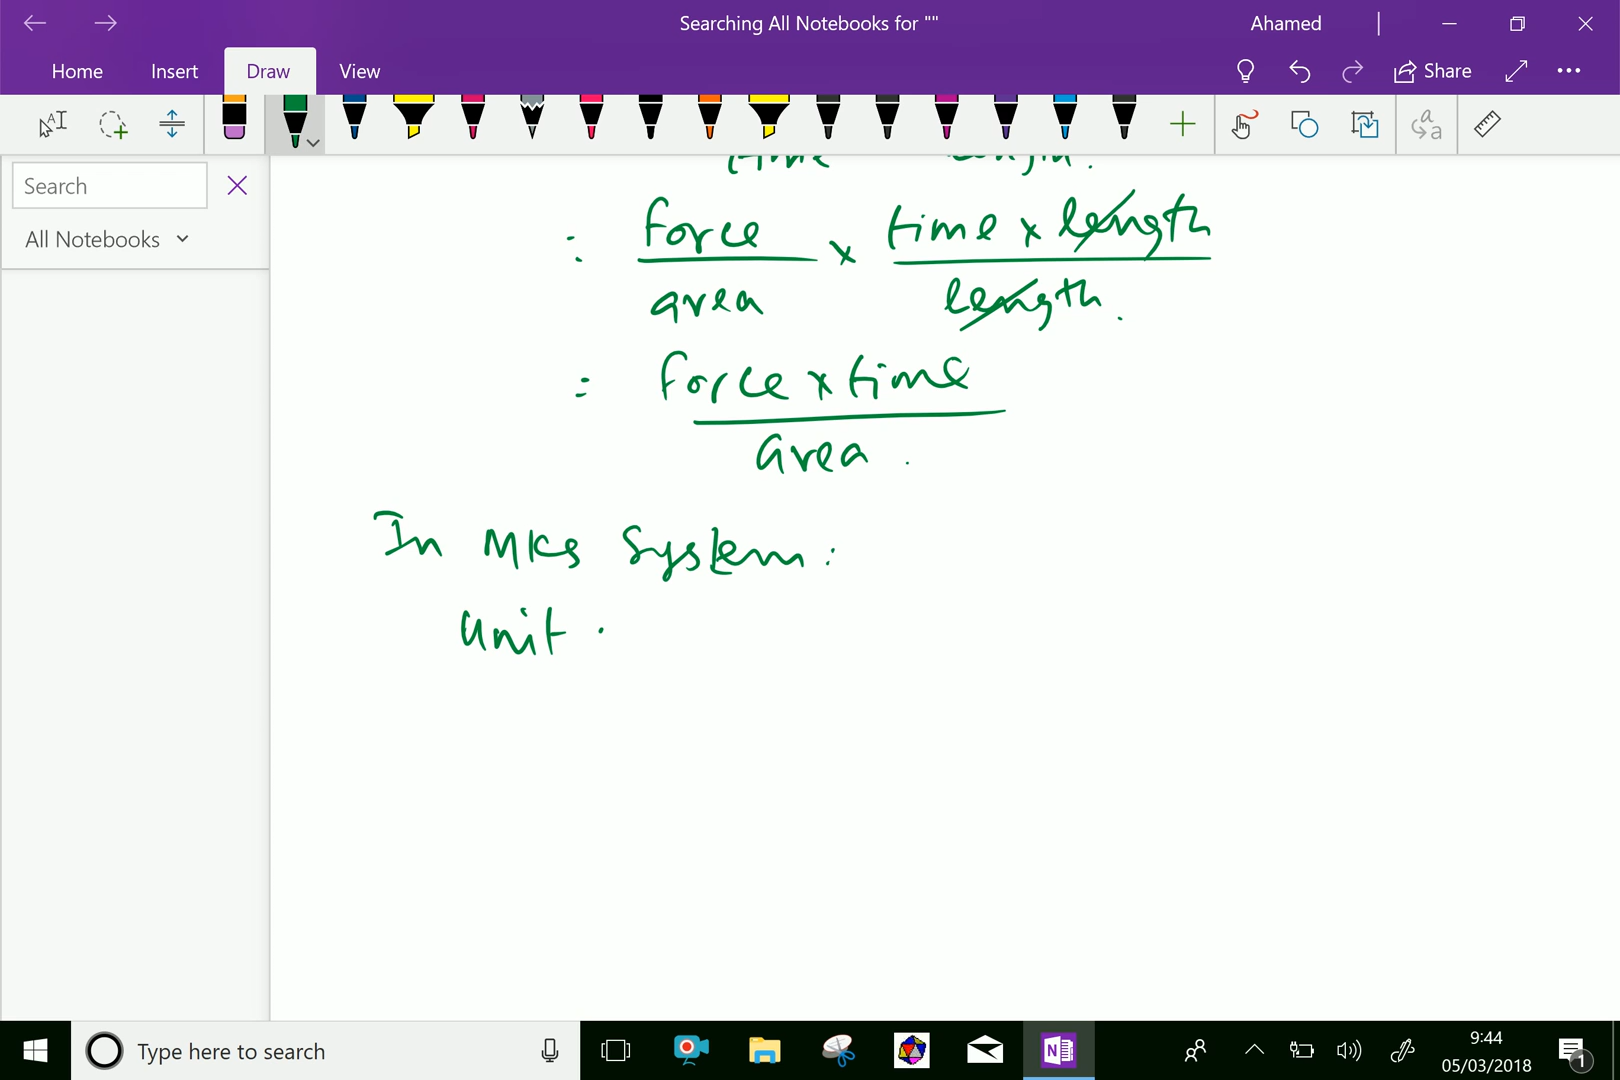 Searching All Notebooks for ""
Ahamed
Home Insert Draw View
Share
Search
All Notebooks
: force / area x time x length / length.
= force x time / area.
In MKS System:
Unit .
Type here to search
9:44
05/03/2018
1